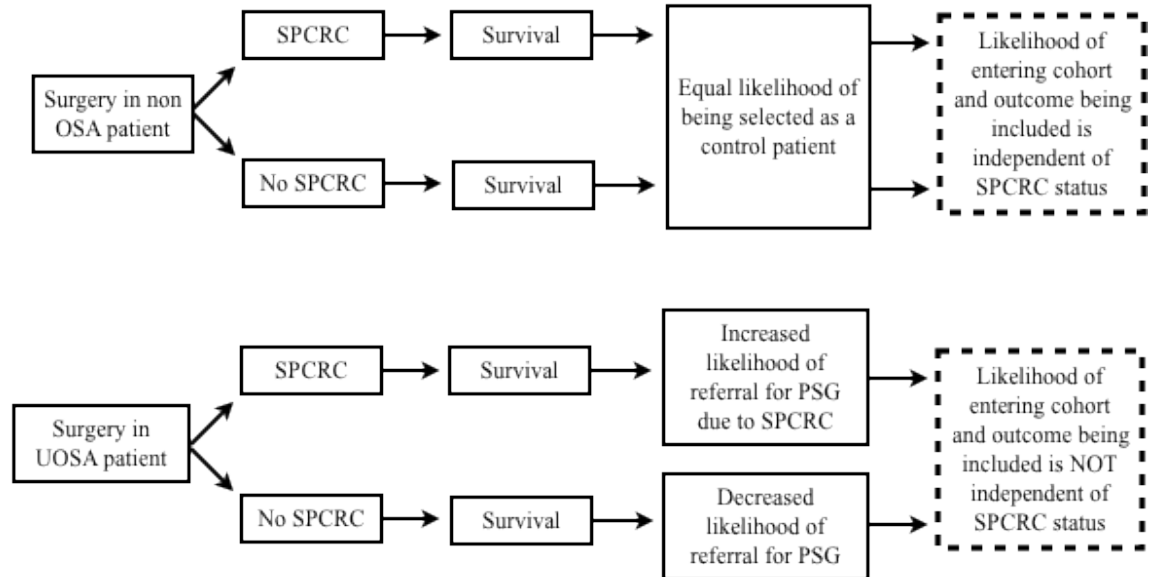 SPCRC
Survival
Surgery in non
OSA patient
No SPCRC
Survival
Equal likelihood of
being selected as a
control patient
Likelihood of
entering cohort
and outcome being
included is
independent of
SPCRC status
SPCRC
Survival
Increased
likelihood of
referral for PSG
due to SPCRC
Surgery in
UOSA patient
No SPCRC
Survival
Decreased
likelihood of
referral for PSG
Likelihood of
entering cohort
and outcome being
included is NOT
independent of
SPCRC status